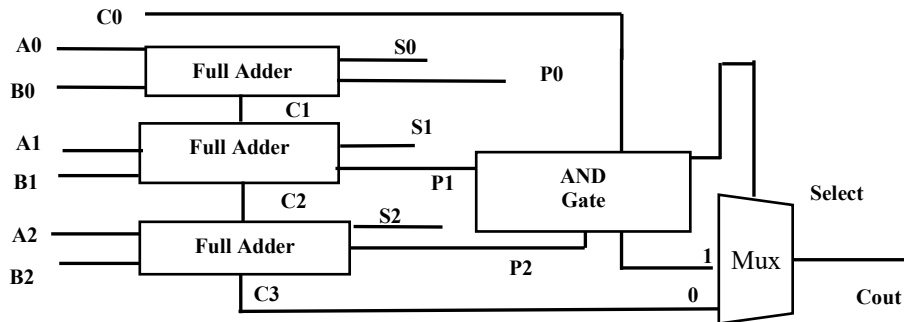 C0
A0
Full Adder
S0
B0
P0
C1
A1
Full Adder
S1
B1
P1
AND
Gate
C2
Select
A2
Full Adder
S2
B2
P2
1
Mux
C3
0
Cout